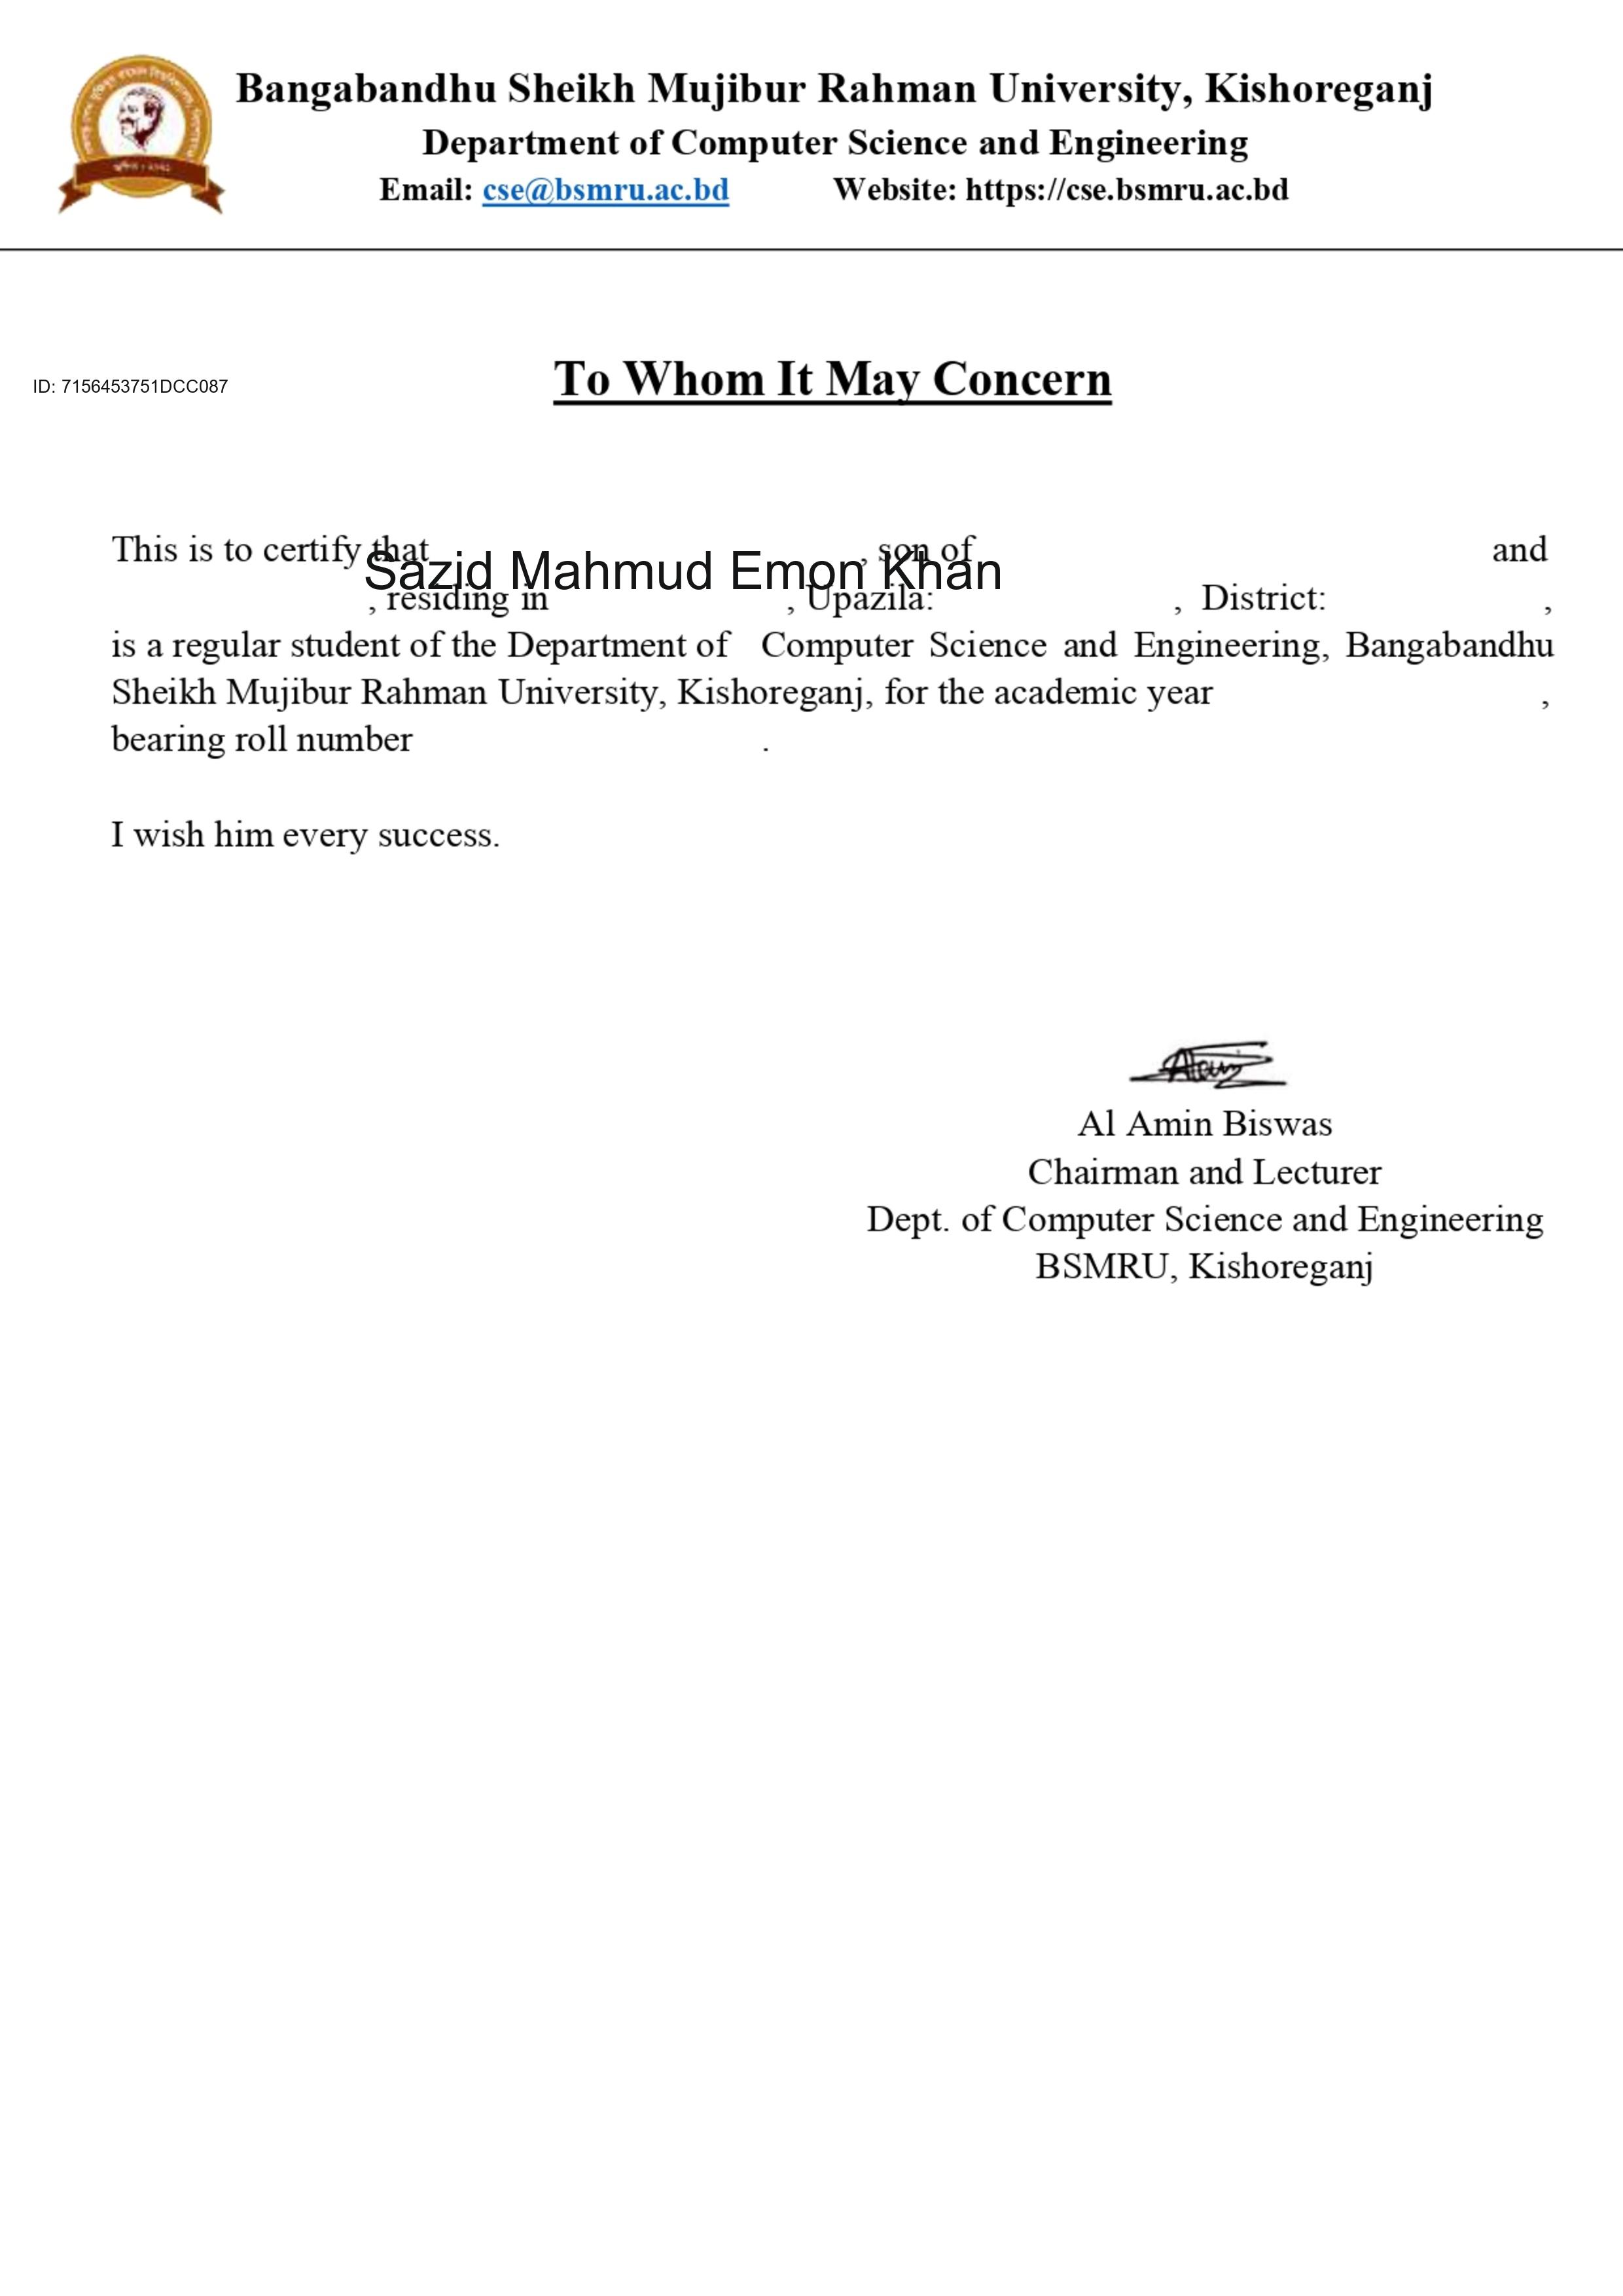 Bangabandhu Sheikh Mujibur Rahman University, Kishoreganj
Department of Computer Science and Engineering
Email: cse@bsmru.ac.bd Website: https://cse.bsmru.ac.bd
ID: 7156453751DCC087
To Whom It May Concern
This is to certify that , son of and
Sazid Mahmud Emon Khan
, residing in , Upazila: , District: ,
is a regular student of the Department of Computer Science and Engineering, Bangabandhu
Sheikh Mujibur Rahman University, Kishoreganj, for the academic year ,
bearing roll number .
I wish him every success.
Al Amin Biswas
Chairman and Lecturer
Dept. of Computer Science and Engineering
BSMRU, Kishoreganj